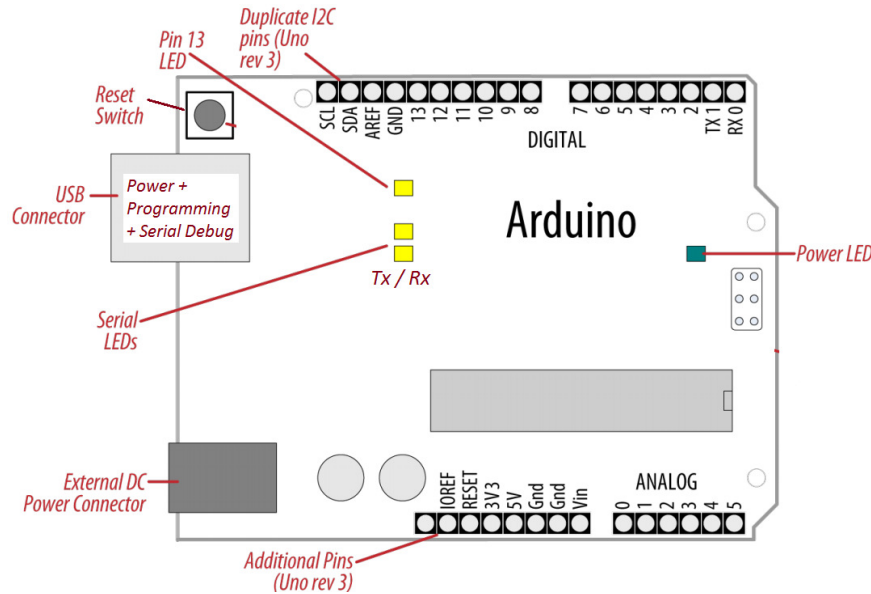 Duplicate I2C
pins (Uno
rev 3)
Pin 13
LED
Reset
Switch
SCL
SDA
AREF
GND
13
12
11
10
9
8
7
6
5
4
3
2
TX 1
RX 0
DIGITAL
USB
Connector
Power +
Programming
+ Serial Debug
Arduino
Power LED
Tx / Rx
Serial
LEDs
External DC
Power Connector
IOREF
RESET
3V3
5V
Gnd
Gnd
Vin
ANALOG
0
1
2
3
4
5
Additional Pins
(Uno rev 3)